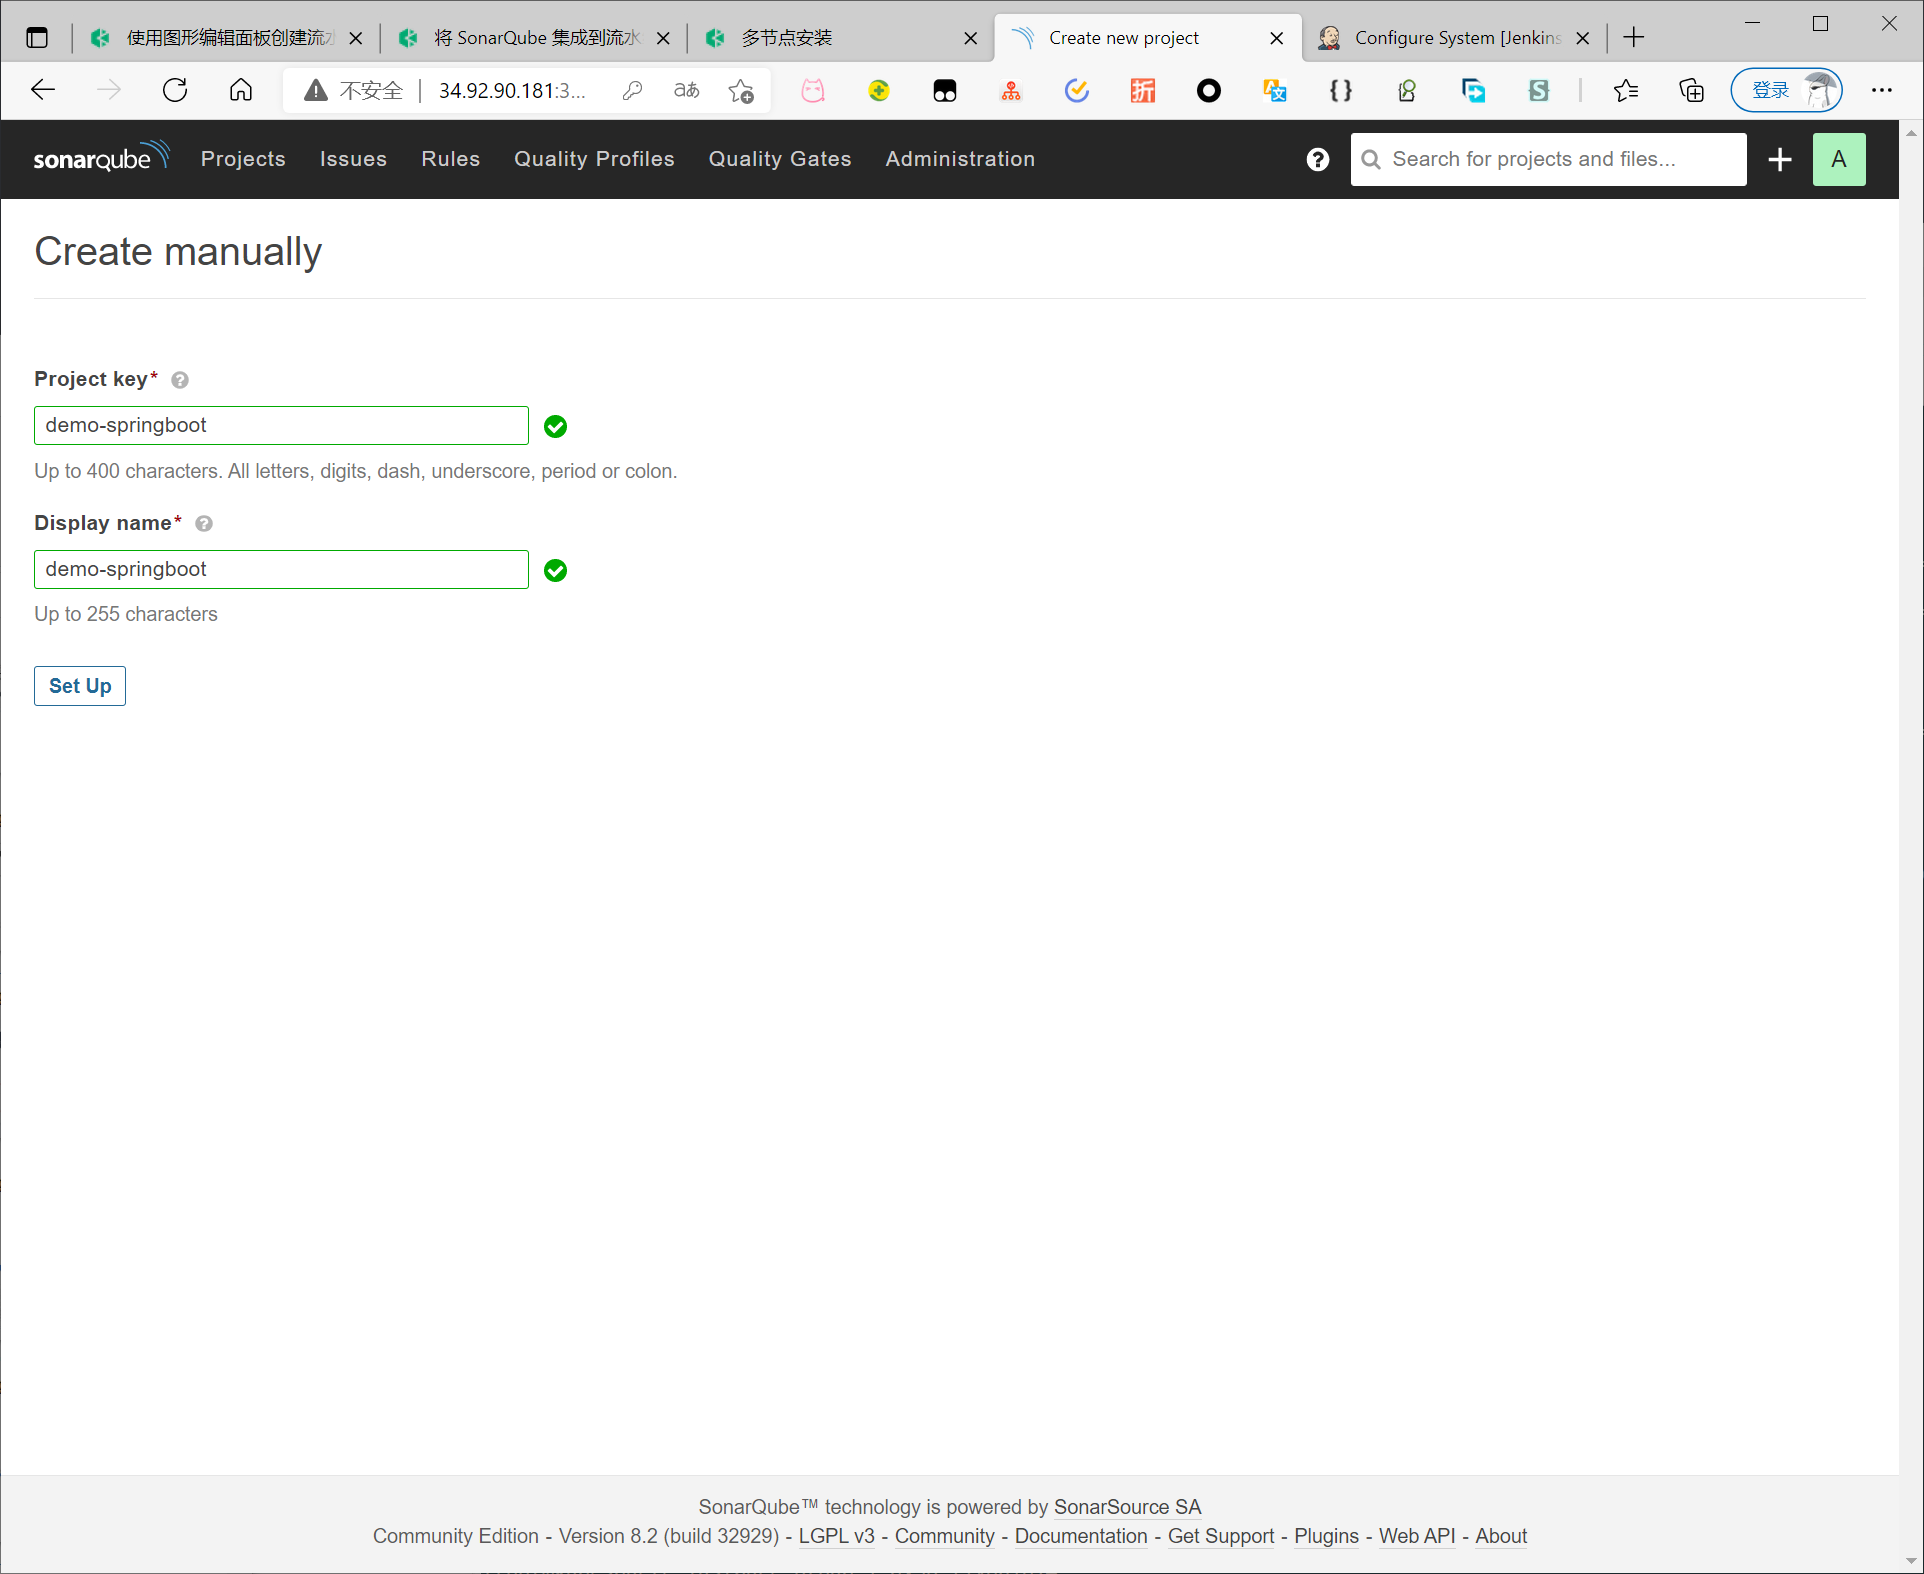 使用图形编辑面板创建流
将 SonarQube 集成到流水
多节点安装
Create new project
Configure System [Jenkins
不安全
34.92.90.181:3...
aあ
折
登录
sonarqube
Projects
Issues
Rules
Quality Profiles
Quality Gates
Administration
Search for projects and files...
A
Create manually
Project key*
demo-springboot
Up to 400 characters. All letters, digits, dash, underscore, period or colon.
Display name*
demo-springboot
Up to 255 characters
Set Up
SonarQube™ technology is powered by SonarSource SA
Community Edition - Version 8.2 (build 32929) - LGPL v3 - Community - Documentation - Get Support - Plugins - Web API - About